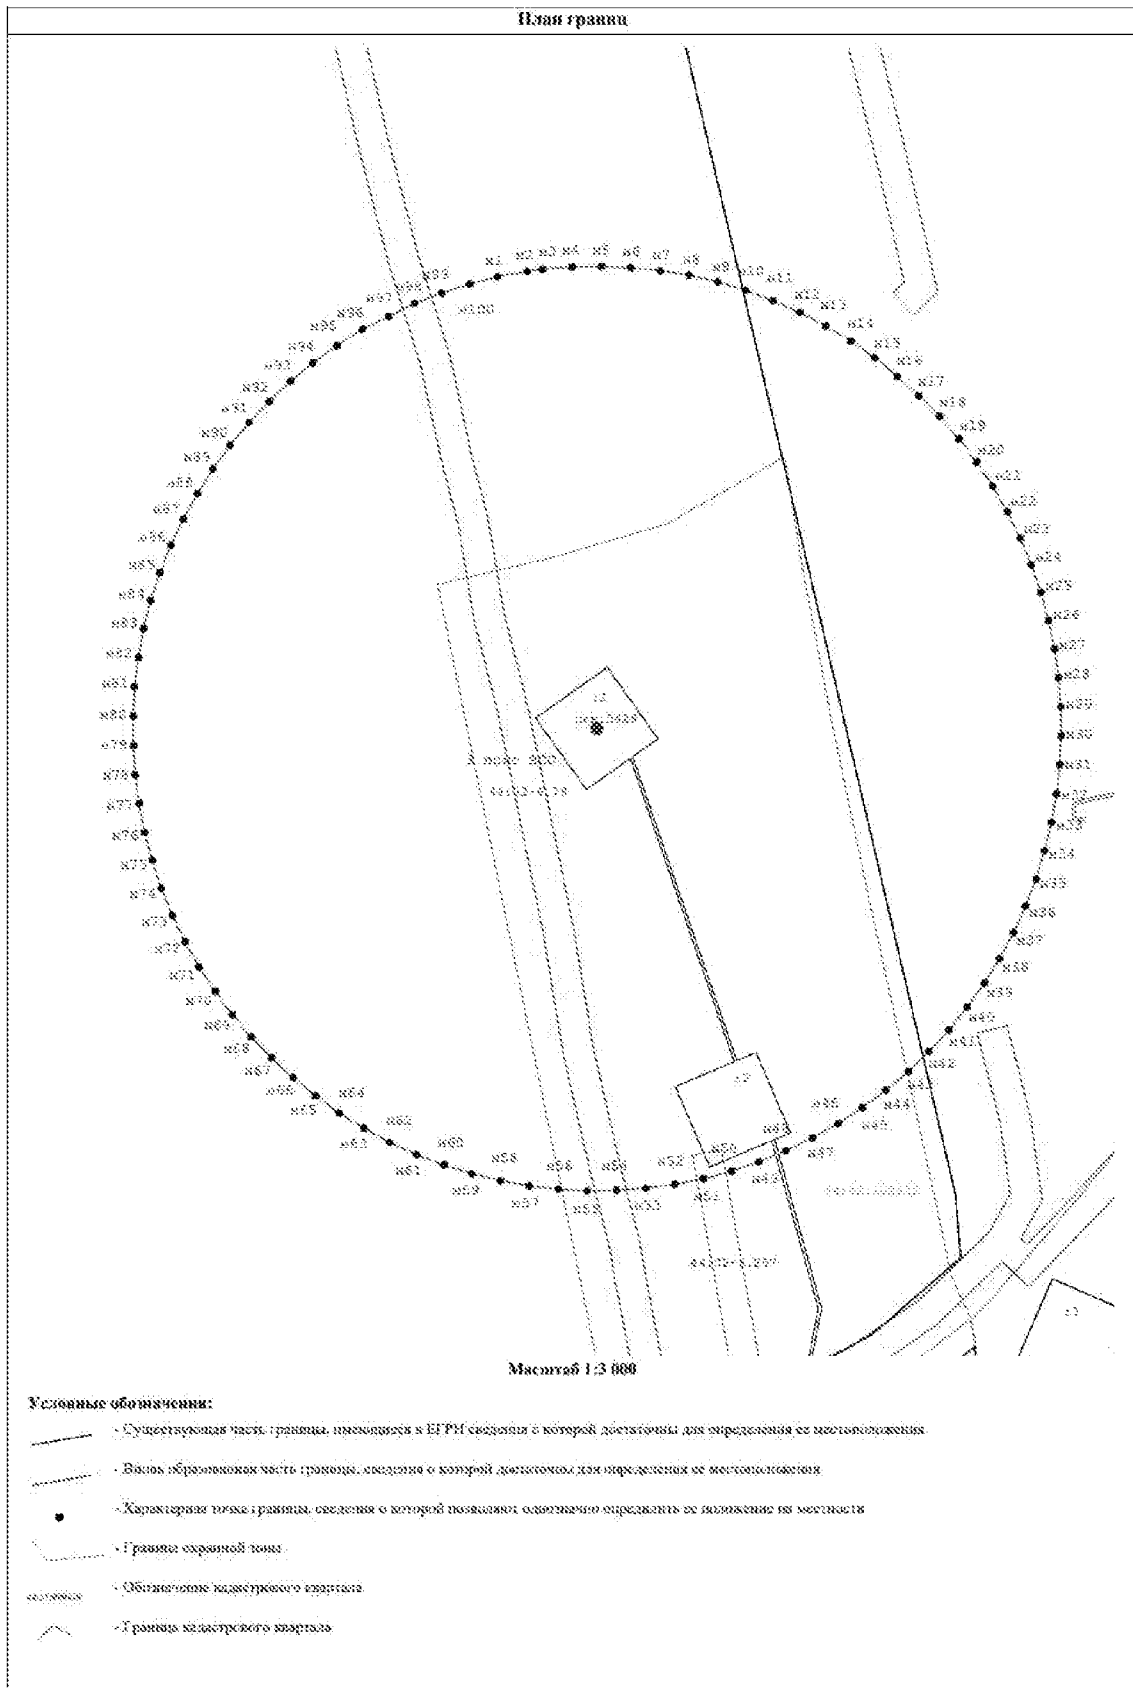 План границ
н1 н2 н3 н4 н5 н6 н7 н8 н9 н10 н11 н12 н13 н14 н15 н16 н17 н18 н19 н20 н21 н22 н23 н24 н25 н26 н27 н28 н29 н30 н31 н32 н33 н34 н35 н36 н37 н38 н39 н40 н41 н42 н43 н44 н45 н46 н47 н48 н49 н50 н51 н52 н53 н54 н55 н56 н57 н58 н59 н60 н61 н62 н63 н64 н65 н66 н67 н68 н69 н70 н71 н72 н73 н74 н75 н76 н77 н78 н79 н80 н81 н82 н83 н84 н85 н86 н87 н88 н89 н90 н91 н92 н93 н94 н95 н96 н97 н98 н99 н100
Масштаб 1:3 000
Условные обозначения:
- Существующая часть границы, имеющиеся в ЕГРН сведения о которой достаточны для определения ее местоположения
- Вновь образованная часть границы, сведения о которой достаточны для определения ее местоположения
- Характерная точка границы, сведения о которой позволяют однозначно определить ее положение на местности
- Граница охранной зоны
- Обозначение кадастрового квартала
- Граница кадастрового квартала